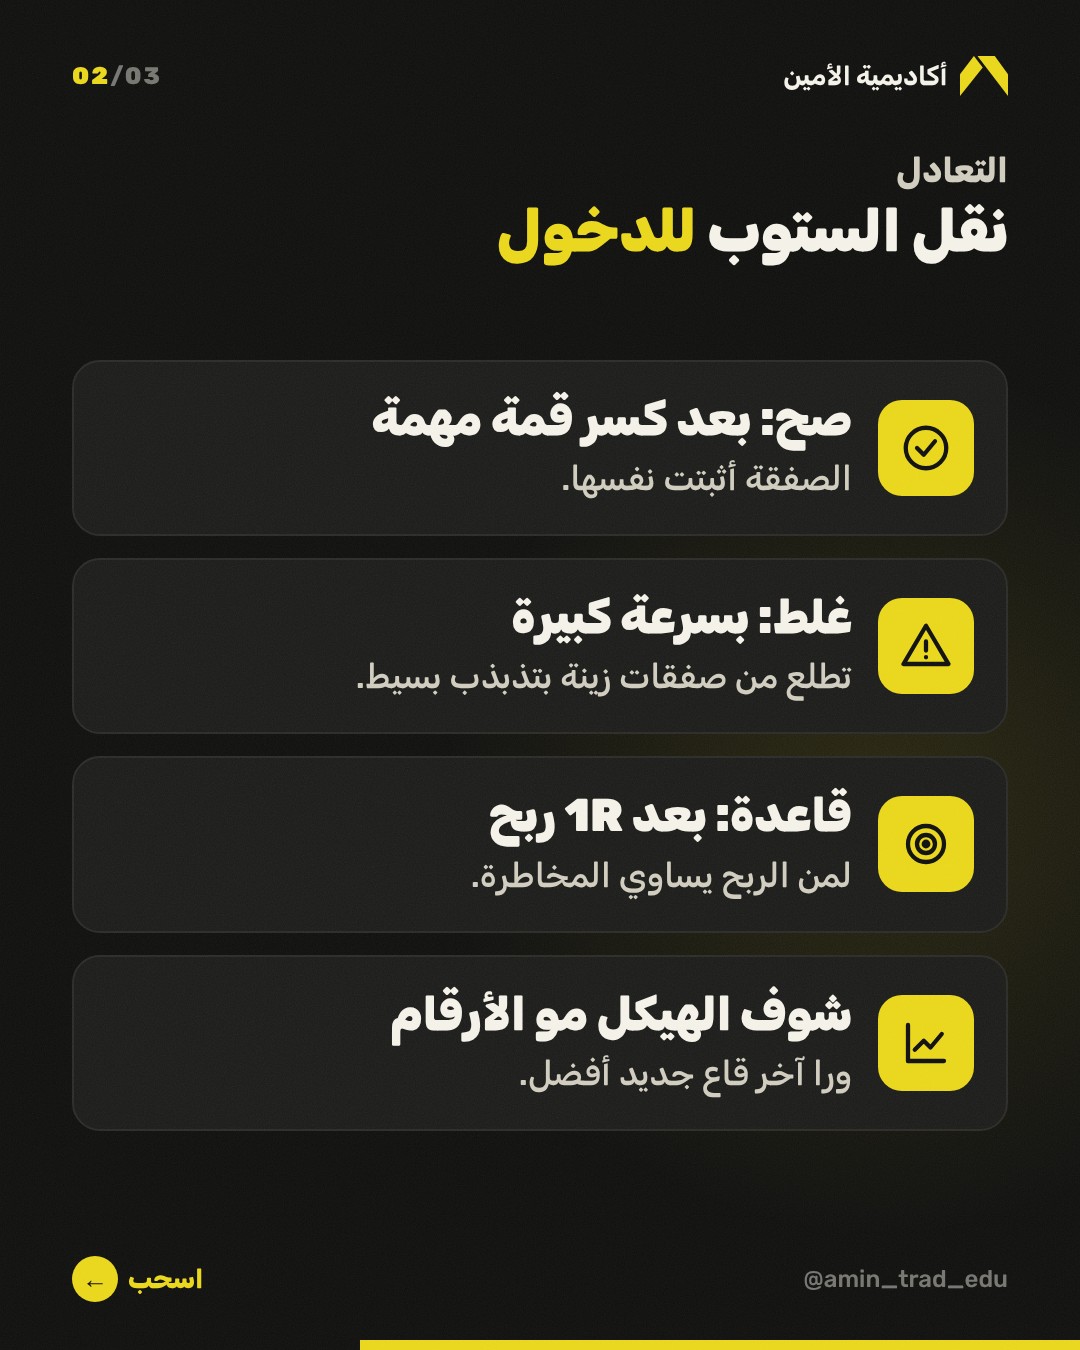 أكاديمية الأمين
02/03
التعادل
نقل الستوب للدخول
صح: بعد كسر قمة مهمة
الصفقة أثبتت نفسها.
غلط: بسرعة كبيرة
تطلع من صفقات زينة بتذبذب بسيط.
قاعدة: بعد 1R ربح
لمن الربح يساوي المخاطرة.
شوف الهيكل مو الأرقام
ورا آخر قاع جديد أفضل.
@amin_trad_edu
اسحب ←